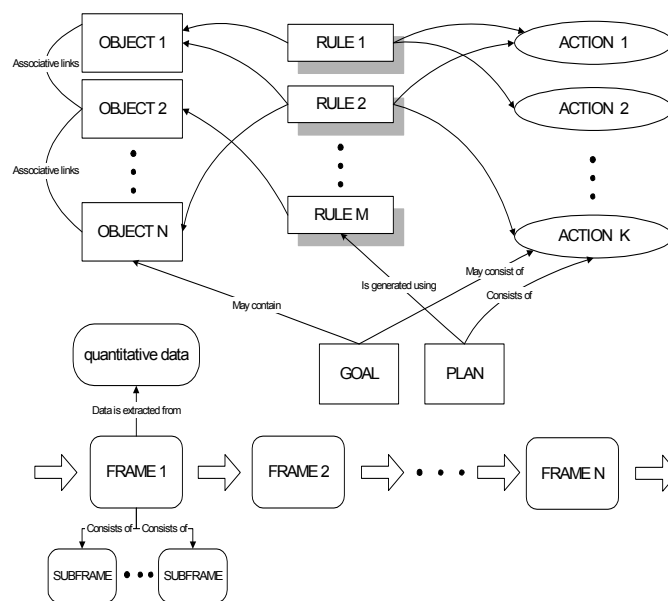 OBJECT 1
RULE 1
ACTION 1
Associative links
OBJECT 2
RULE 2
ACTION 2
Associative links
OBJECT N
RULE M
ACTION K
May consist of
Is generated using
Consists of
May contain
GOAL
PLAN
quantitative data
Data is extracted from
FRAME 1
FRAME 2
FRAME N
Consists of
Consists of
SUBFRAME
SUBFRAME